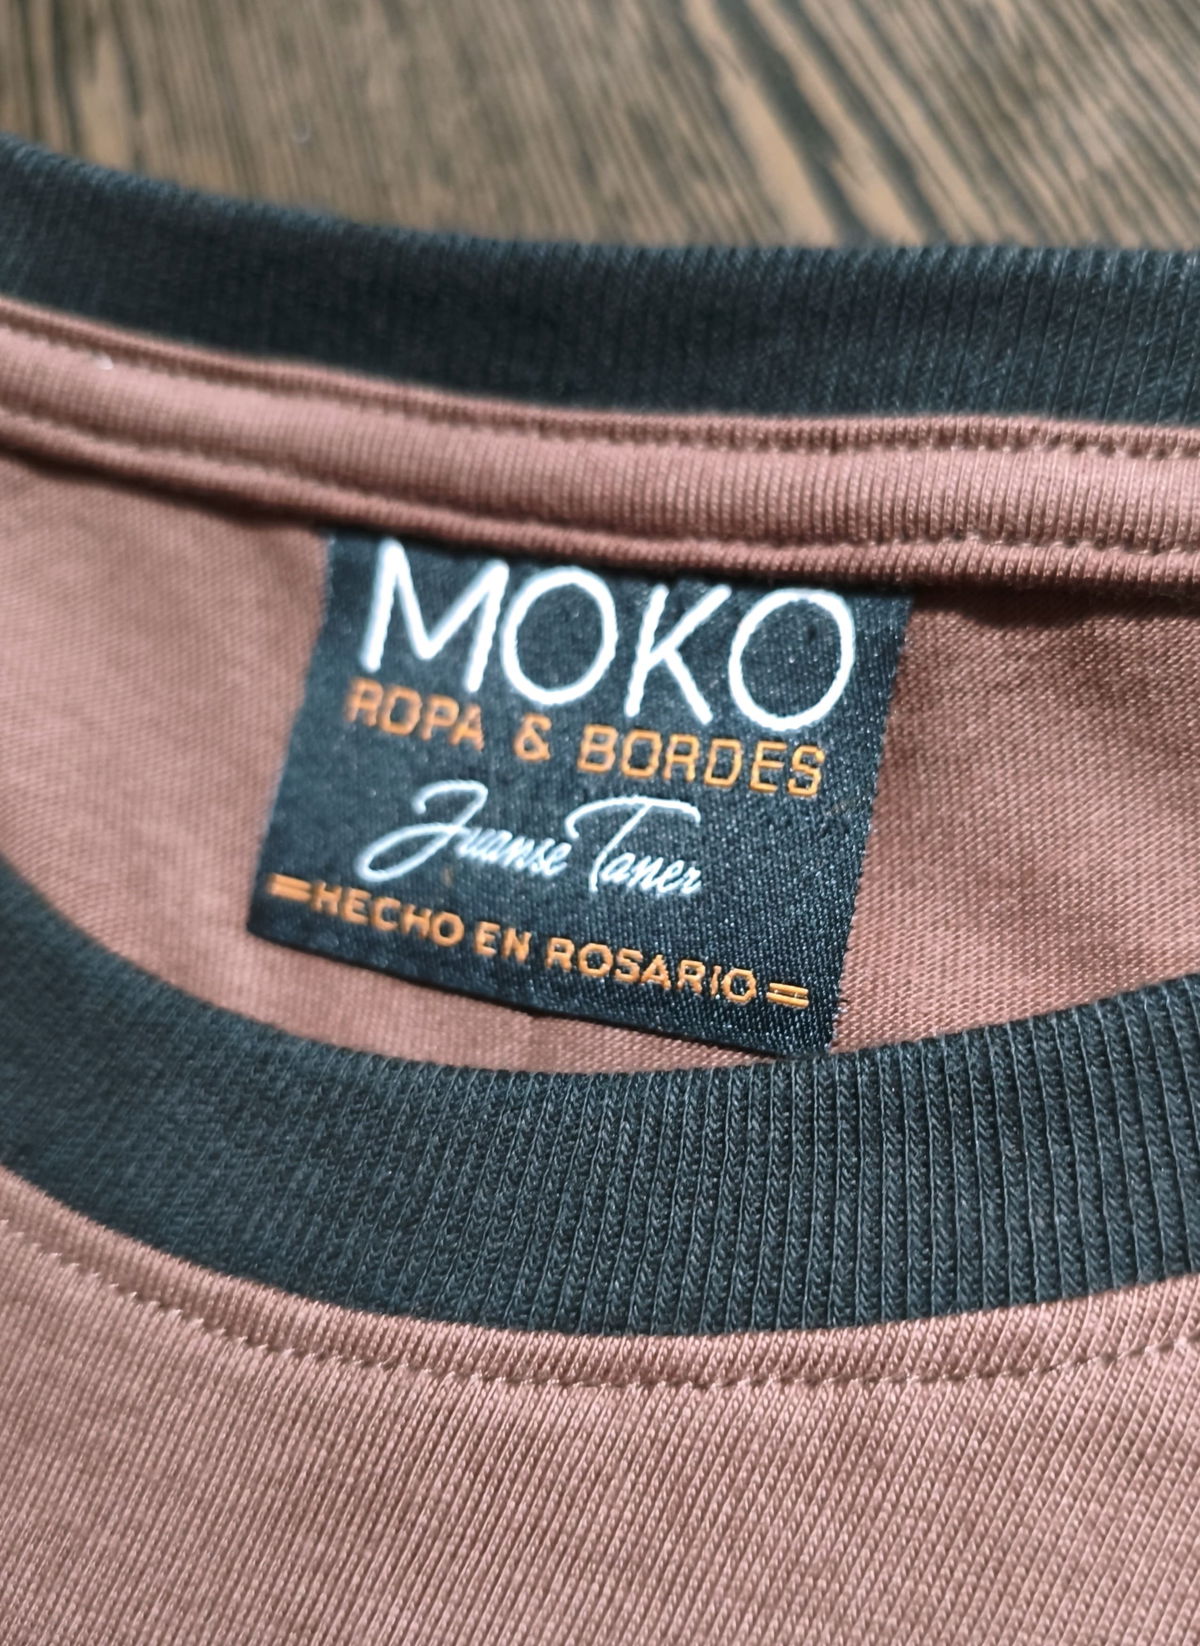 MOKO
ROPA & BORDES
Juanse Taner
HECHO EN ROSARIO